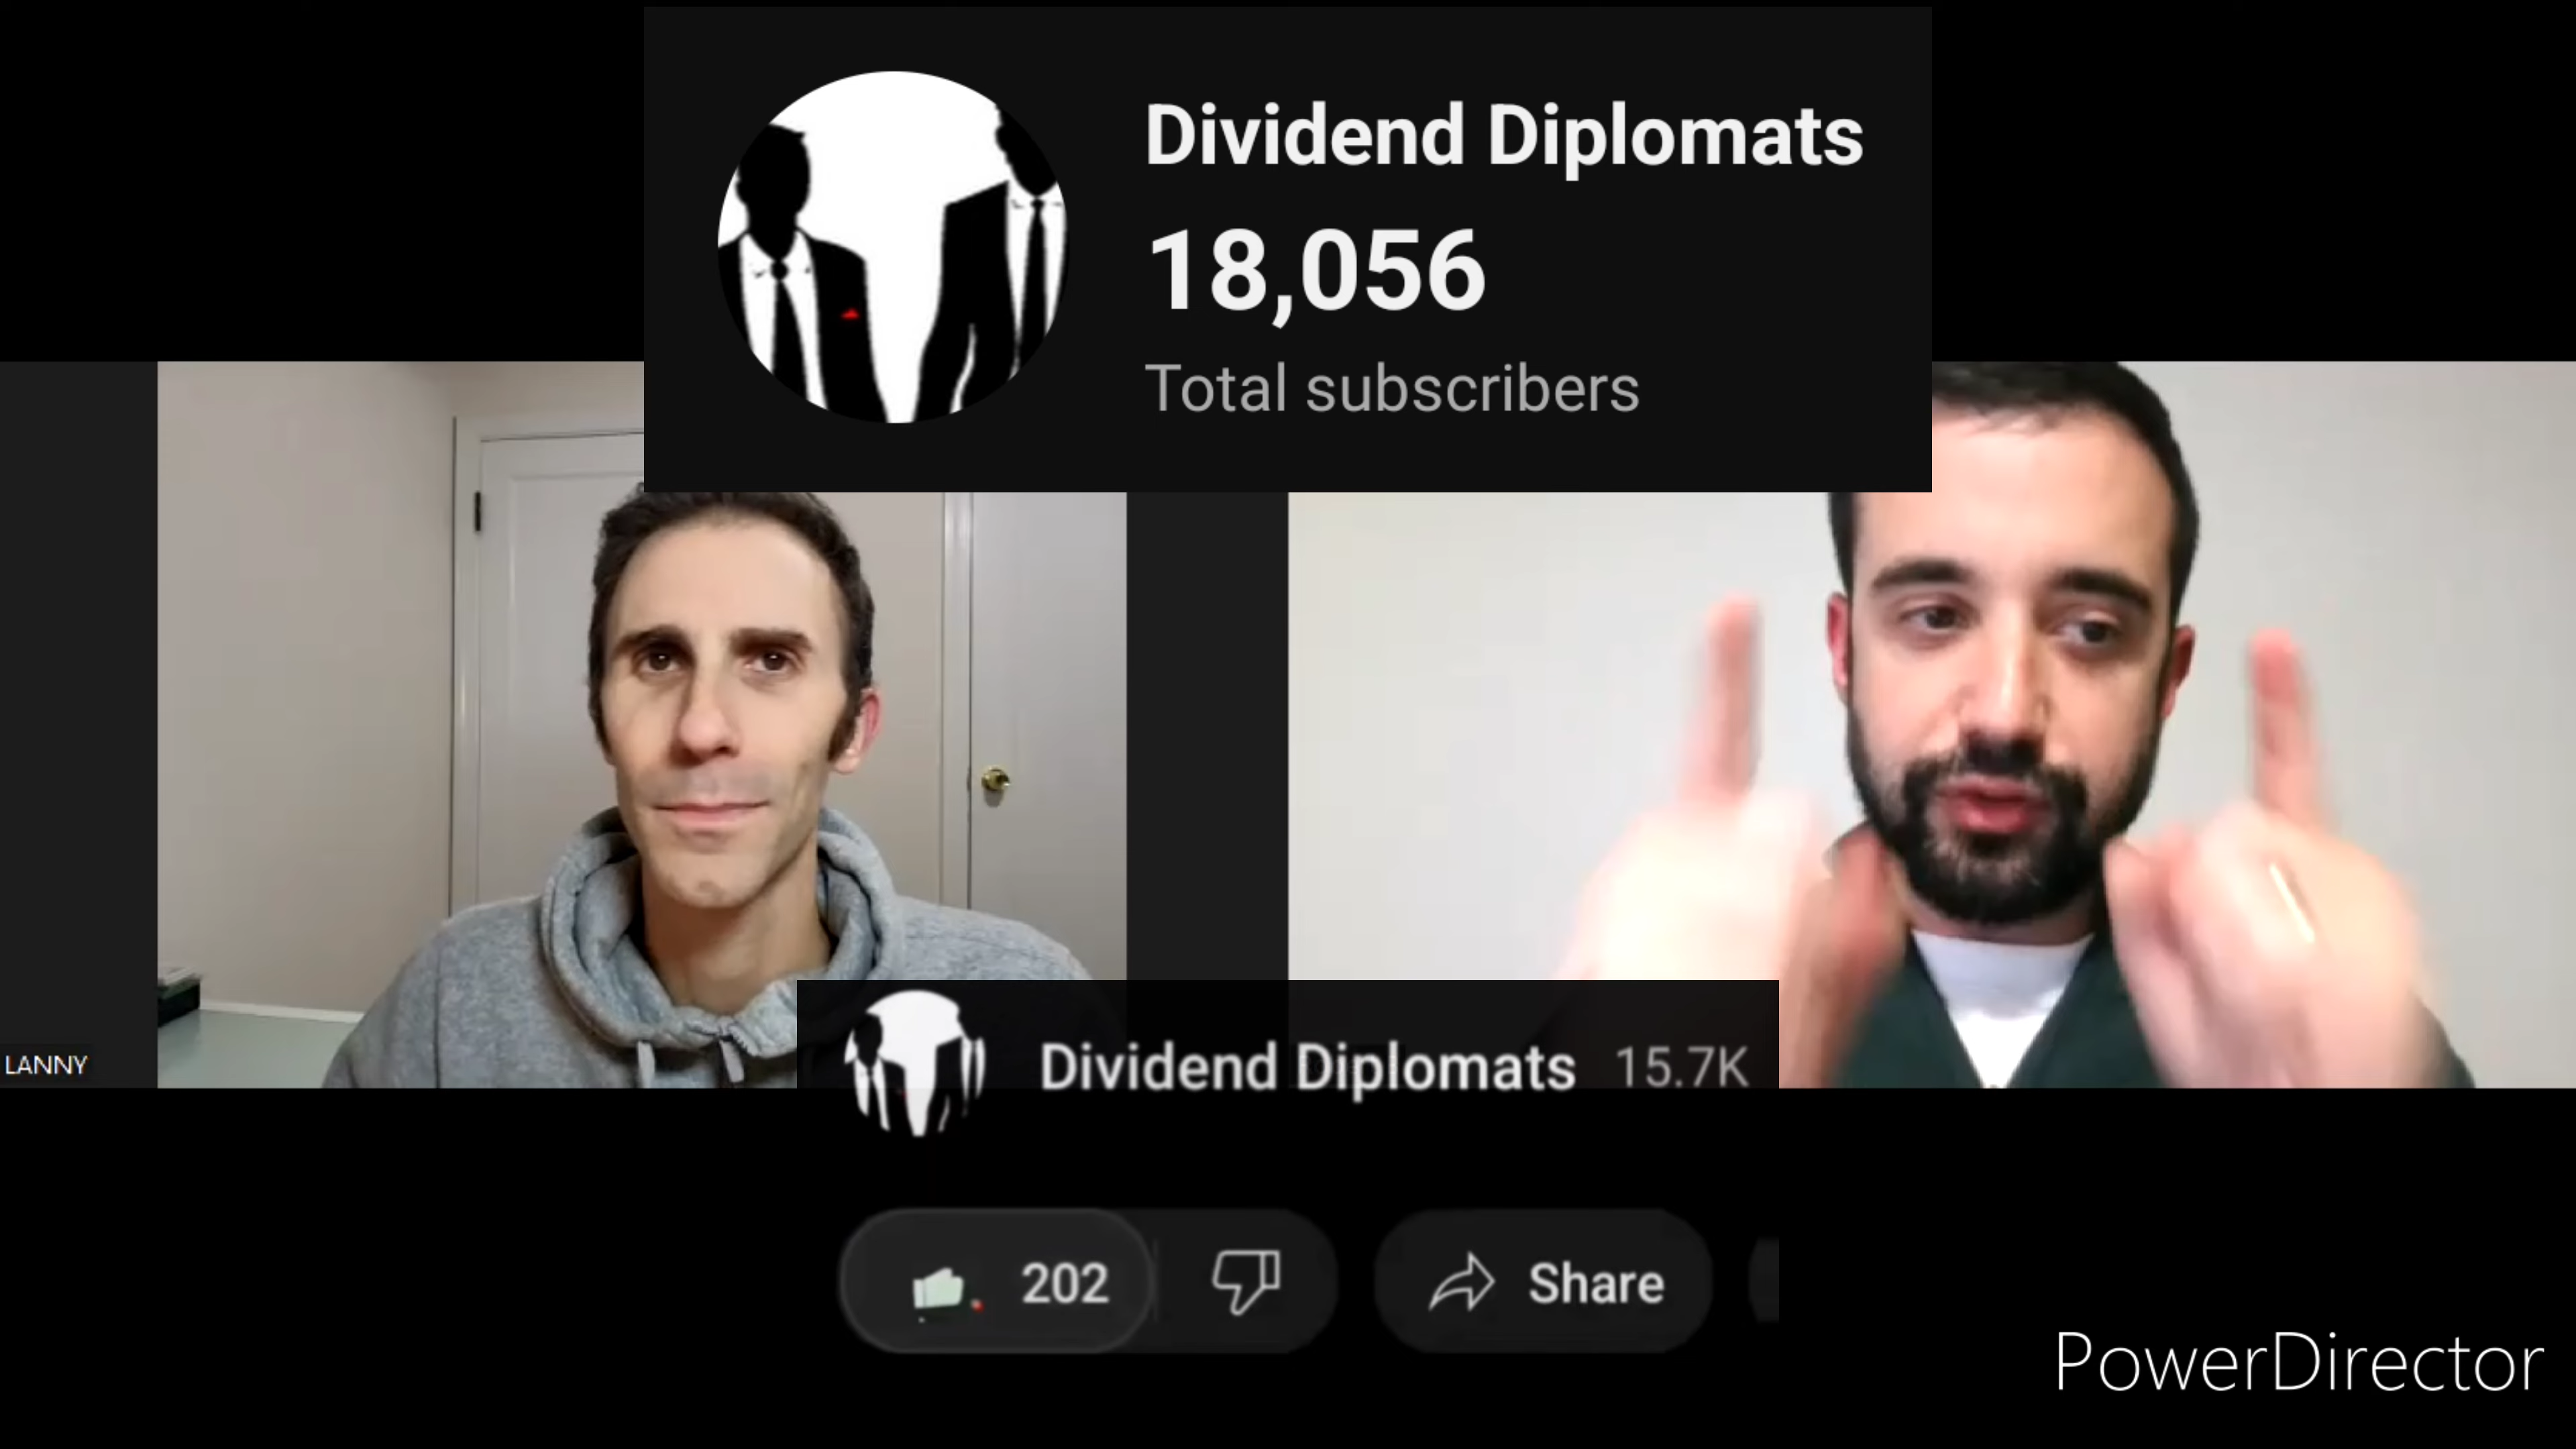 Dividend Diplomats
18,056
Total subscribers
LANNY
Dividend Diplomats 15.7K
202 Share
PowerDirector